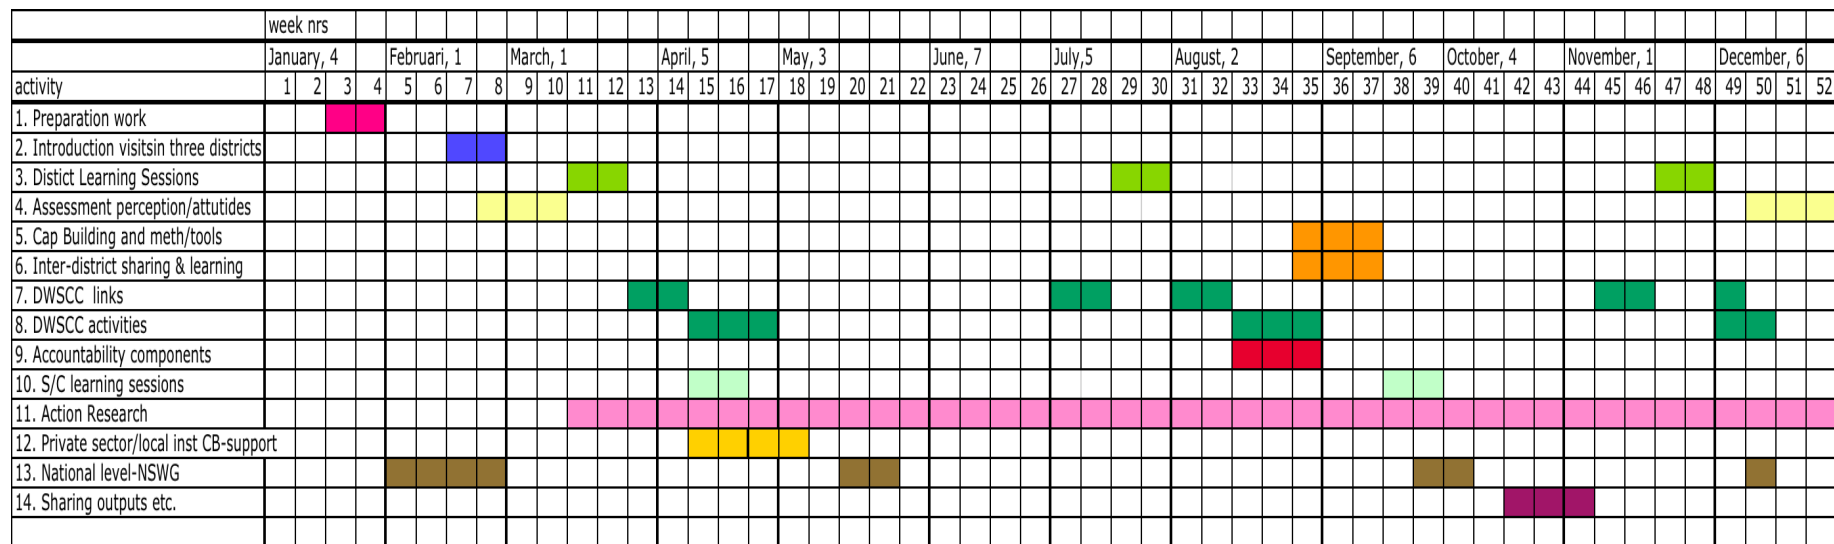 week nrs
January, 4 Februari, 1 March, 1 April, 5 May, 3 June, 7 July,5 August, 2 September, 6 October, 4 November, 1 December, 6
activity 1 2 3 4 5 6 7 8 9 10 11 12 13 14 15 16 17 18 19 20 21 22 23 24 25 26 27 28 29 30 31 32 33 34 35 36 37 38 39 40 41 42 43 44 45 46 47 48 49 50 51 52
1. Preparation work
2. Introduction visitsin three districts
3. Distict Learning Sessions
4. Assessment perception/attutides
5. Cap Building and meth/tools
6. Inter-district sharing & learning
7. DWSCC links
8. DWSCC activities
9. Accountability components
10. S/C learning sessions
11. Action Research
12. Private sector/local inst CB-support
13. National level-NSWG
14. Sharing outputs etc.